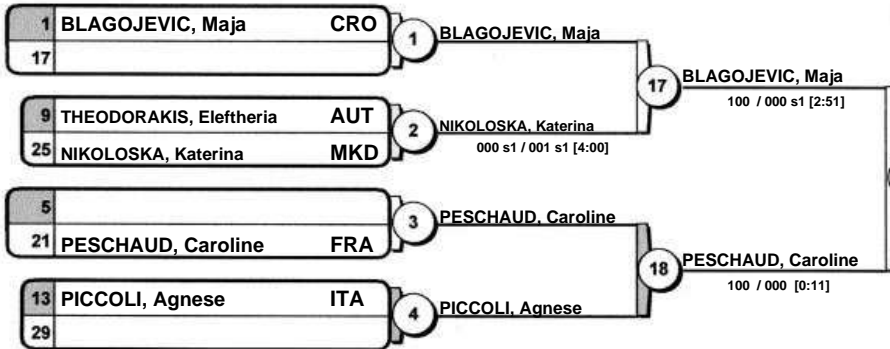 1 BLAGOJEVIC, Maja CRO
17
1 BLAGOJEVIC, Maja
9 THEODORAKIS, Eleftheria AUT
25 NIKOLOSKA, Katerina MKD
2 NIKOLOSKA, Katerina
000 s1 / 001 s1 [4:00]
17 BLAGOJEVIC, Maja
100 / 000 s1 [2:51]
5
21 PESCHAUD, Caroline FRA
3 PESCHAUD, Caroline
13 PICCOLI, Agnese ITA
29
4 PICCOLI, Agnese
18 PESCHAUD, Caroline
100 / 000 [0:11]